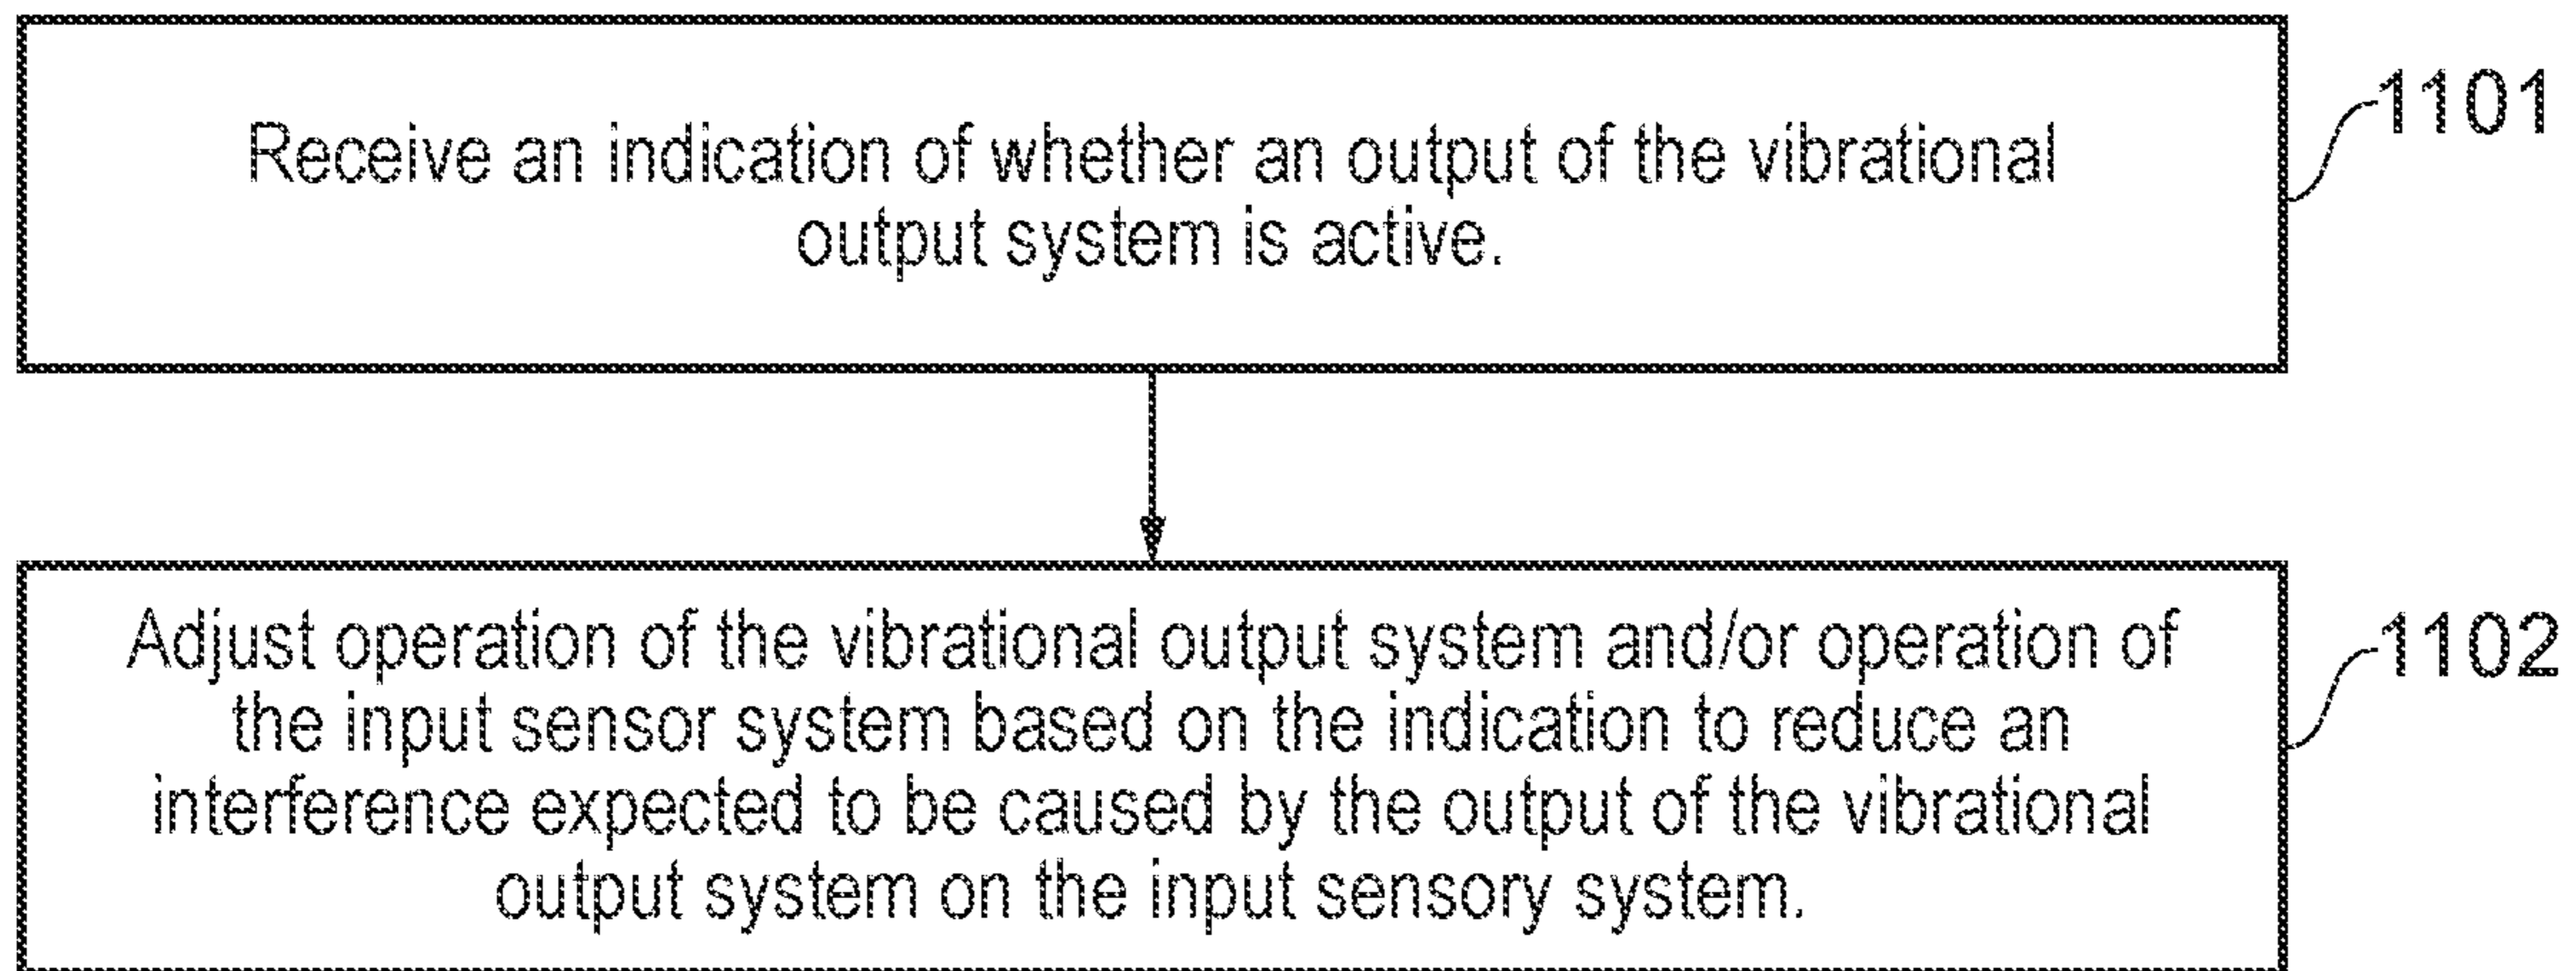 Receive an indication of whether an output of the vibrational
output system is active.
1101
Adjust operation of the vibrational output system and/or operation of
the input sensor system based on the indication to reduce an
interference expected to be caused by the output of the vibrational
output system on the input sensory system.
1102